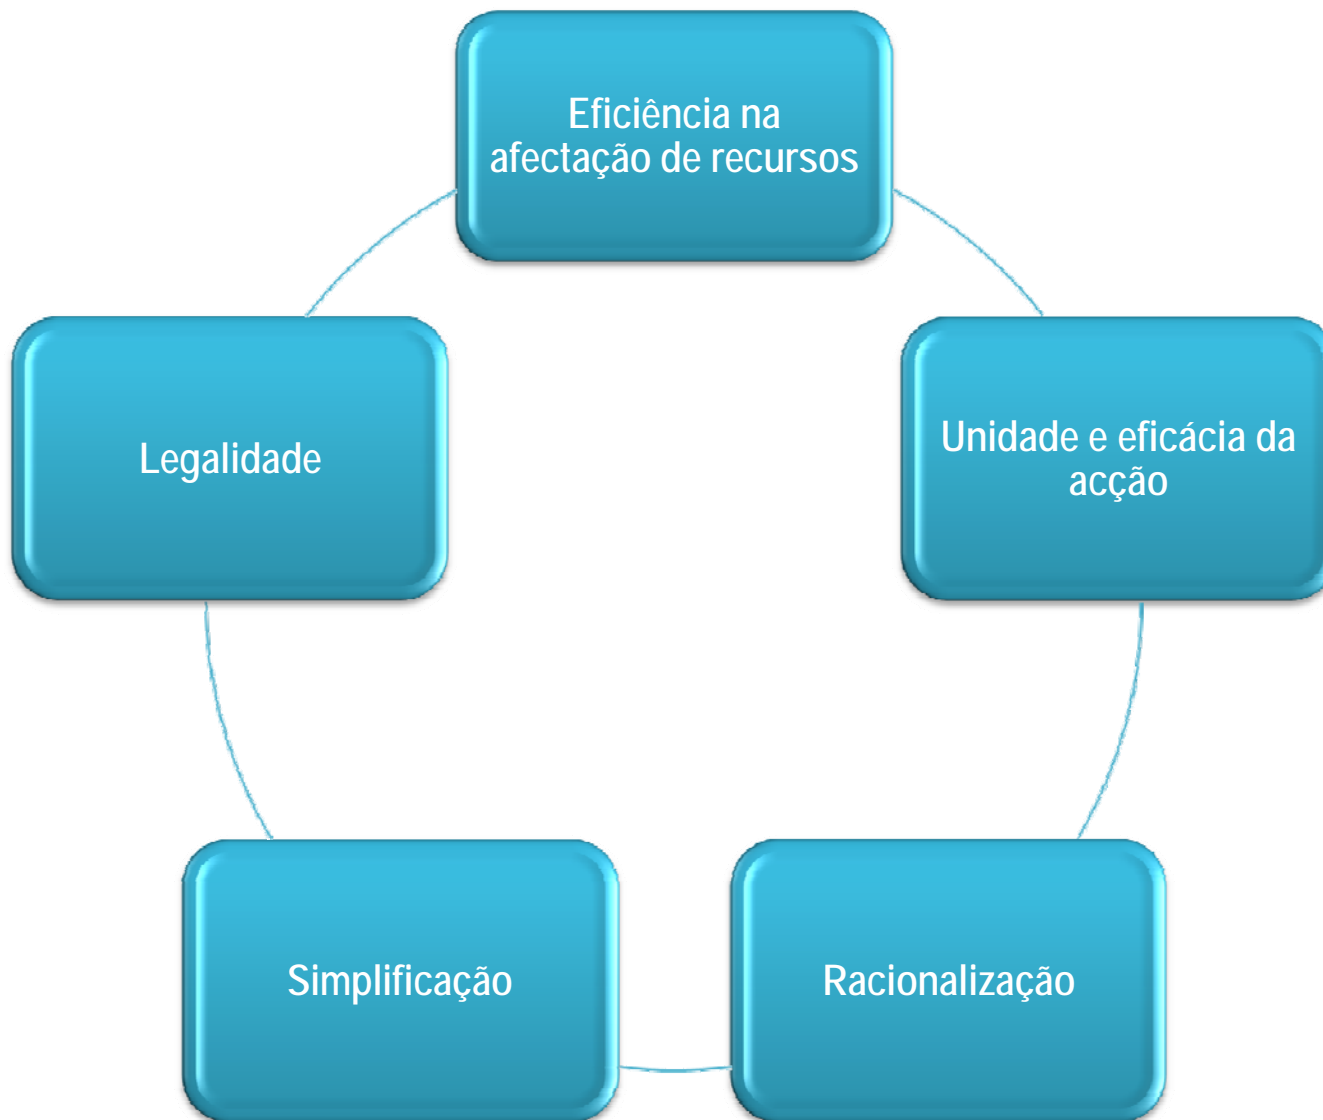 Eficiência na
afectação de recursos
Legalidade
Unidade e eficácia da
acção
Simplificação
Racionalização